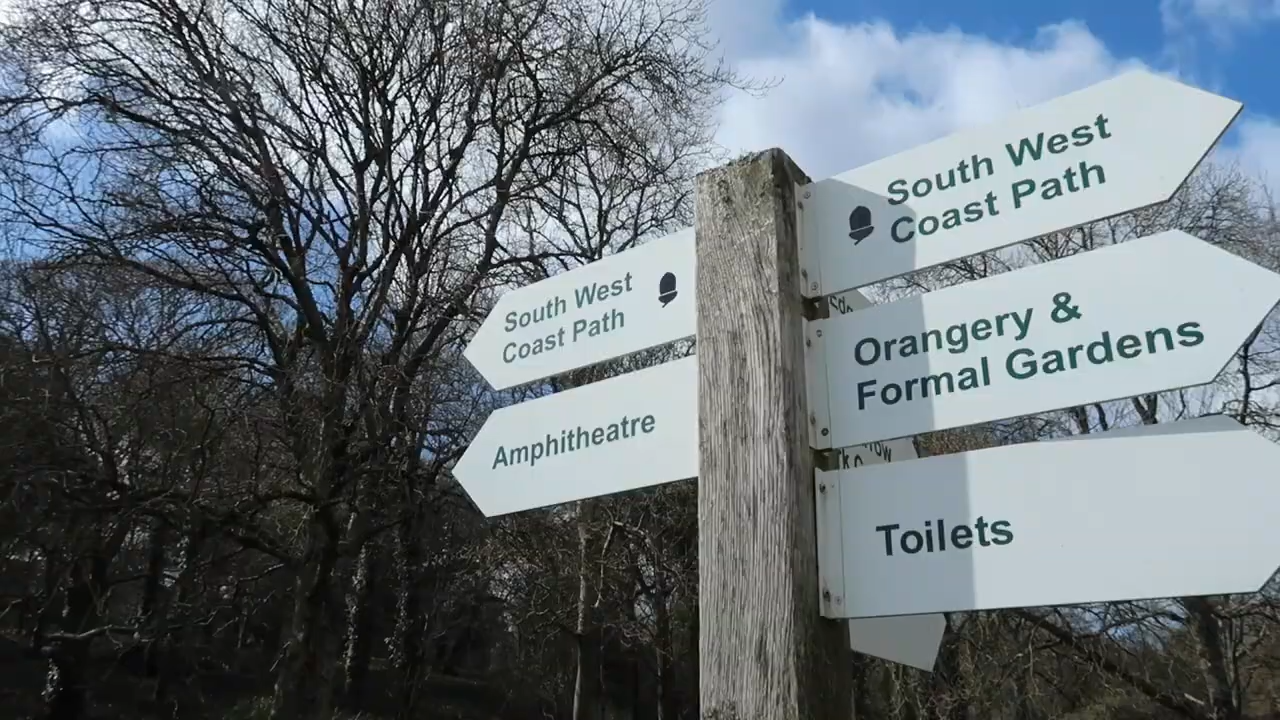 South West
Coast Path
Amphitheatre
South West
Coast Path
Orangery &
Formal Gardens
Toilets